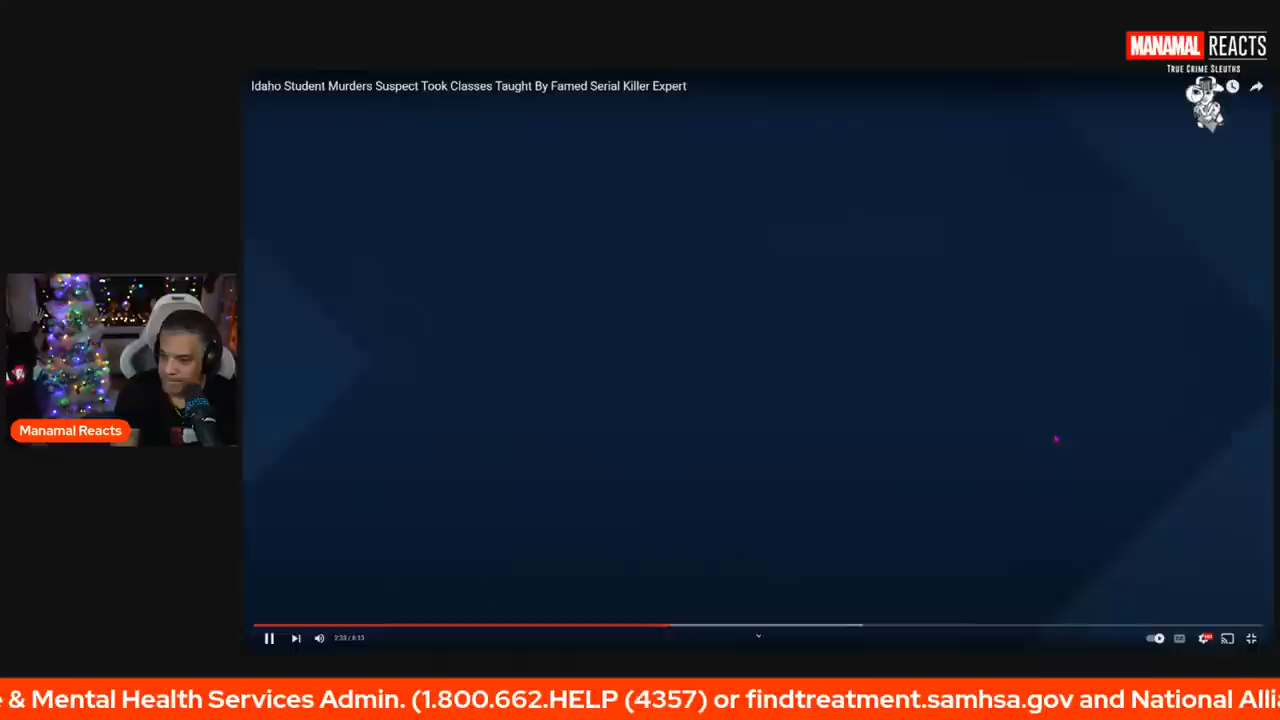 MANAMAL REACTS
TRUE CRIME SLEUTHS
Idaho Student Murders Suspect Took Classes Taught By Famed Serial Killer Expert
Manamal Reacts
& Mental Health Services Admin. (1.800.662.HELP (4357) or findtreatment.samhsa.gov and National Allia